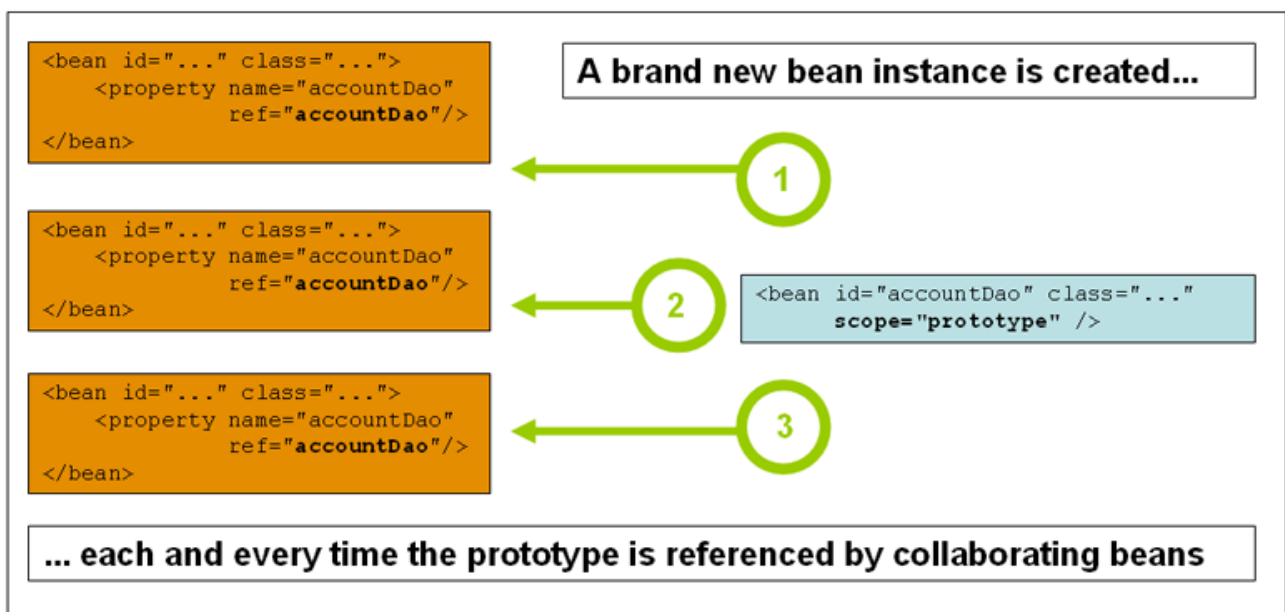 <bean id="..." class="...">
    <property name="accountDao"
              ref="accountDao"/>
</bean>
A brand new bean instance is created...
1
<bean id="..." class="...">
    <property name="accountDao"
              ref="accountDao"/>
</bean>
2
<bean id="accountDao" class="..."
      scope="prototype" />
<bean id="..." class="...">
    <property name="accountDao"
              ref="accountDao"/>
</bean>
3
... each and every time the prototype is referenced by collaborating beans